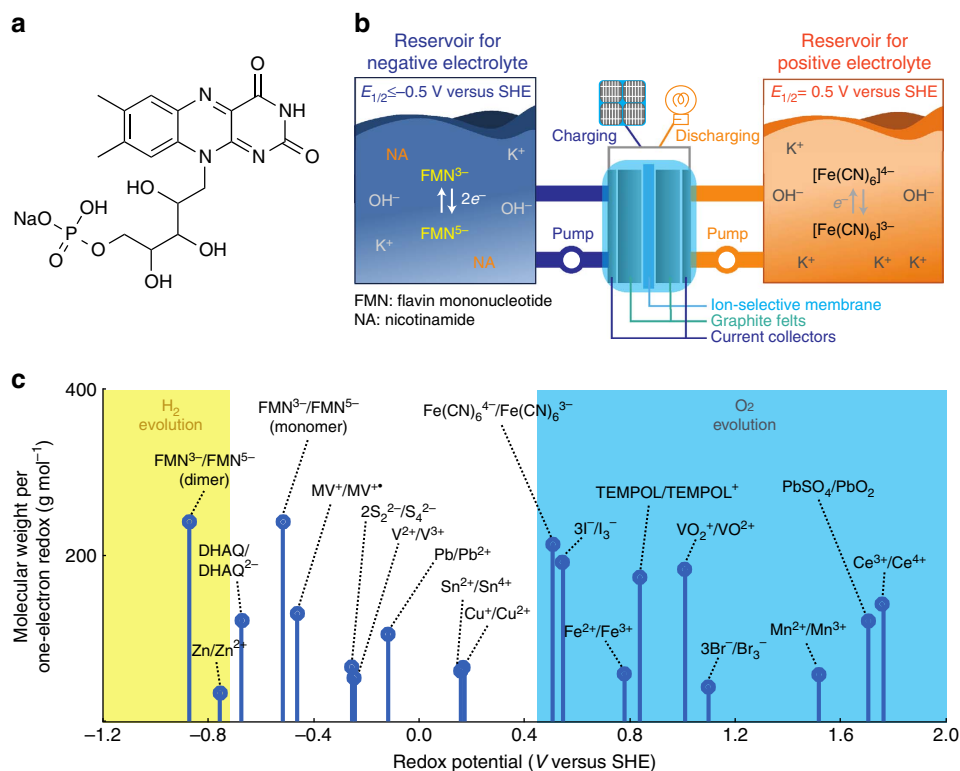 a
O
N
NH
N
N
O
HO
OH
NaO
P
O
O
OH
OH
OH
b
Reservoir for
negative electrolyte
Reservoir for
positive electrolyte
E1/2≤–0.5 V versus SHE
E1/2= 0.5 V versus SHE
Charging
Discharging
NA
K⁺
FMN³⁻
OH⁻
2e⁻
OH⁻
FMN⁵⁻
K⁺
NA
Pump
Pump
K⁺
[Fe(CN)₆]⁴⁻
OH⁻
e⁻
OH⁻
[Fe(CN)₆]³⁻
K⁺
K⁺
K⁺
FMN: flavin mononucleotide
NA: nicotinamide
Ion-selective membrane
Graphite felts
Current collectors
c
Molecular weight per
one-electron redox (g mol⁻¹)
400
200
H₂
evolution
O₂
evolution
FMN³⁻/FMN⁵⁻
(dimer)
FMN³⁻/FMN⁵⁻
(monomer)
Fe(CN)₆⁴⁻/Fe(CN)₆³⁻
MV⁺/MV⁺•
2S₂²⁻/S₄²⁻
V²⁺/V³⁺
DHAQ/
DHAQ²⁻
Zn/Zn²⁺
Pb/Pb²⁺
Sn²⁺/Sn⁴⁺
Cu⁺/Cu²⁺
TEMPOL/TEMPOL⁺
3I⁻/I₃⁻
VO₂⁺/VO²⁺
PbSO₄/PbO₂
Ce³⁺/Ce⁴⁺
Fe²⁺/Fe³⁺
3Br⁻/Br₃⁻
Mn²⁺/Mn³⁺
–1.2
–0.8
–0.4
0.0
0.4
0.8
1.2
1.6
2.0
Redox potential (V versus SHE)